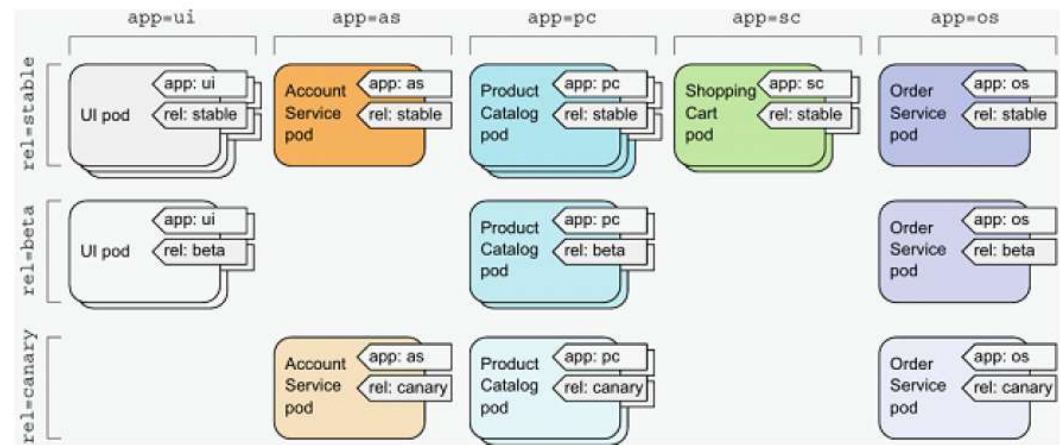 app=ui
app=as
app=pc
app=sc
app=os
rel=stable
UI pod
app: ui
rel: stable
Account
Service
pod
app: as
rel: stable
Product
Catalog
pod
app: pc
rel: stable
Shopping
Cart
pod
app: sc
rel: stable
Order
Service
pod
app: os
rel: stable
rel=beta
UI pod
app: ui
rel: beta
Product
Catalog
pod
app: pc
rel: beta
Order
Service
pod
app: os
rel: beta
rel=canary
Account
Service
pod
app: as
rel: canary
Product
Catalog
pod
app: pc
rel: canary
Order
Service
pod
app: os
rel: canary